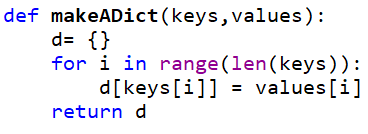 def makeADict(keys,values):
    d= {}
    for i in range(len(keys)):
        d[keys[i]] = values[i]
    return d